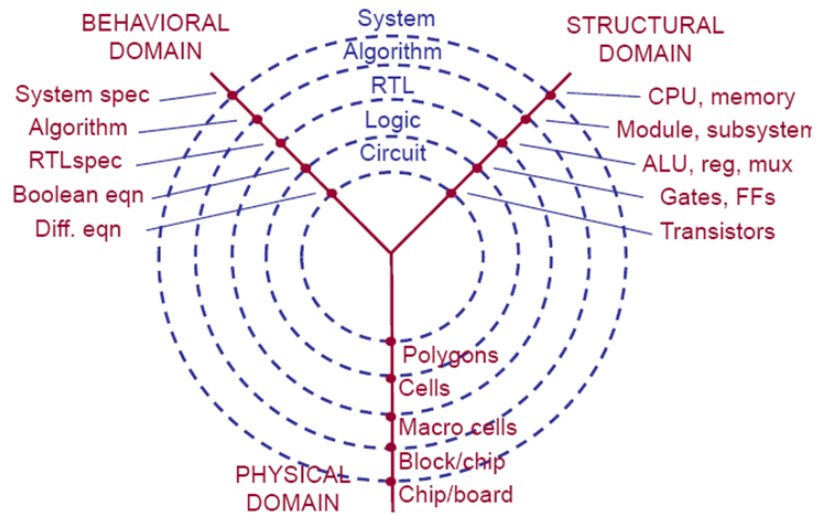 BEHAVIORAL
DOMAIN
System
Algorithm
RTL
Logic
Circuit
STRUCTURAL
DOMAIN
System spec
Algorithm
RTLspec
Boolean eqn
Diff. eqn
CPU, memory
Module, subsystem
ALU, reg, mux
Gates, FFs
Transistors
Polygons
Cells
Macro cells
Block/chip
Chip/board
PHYSICAL
DOMAIN